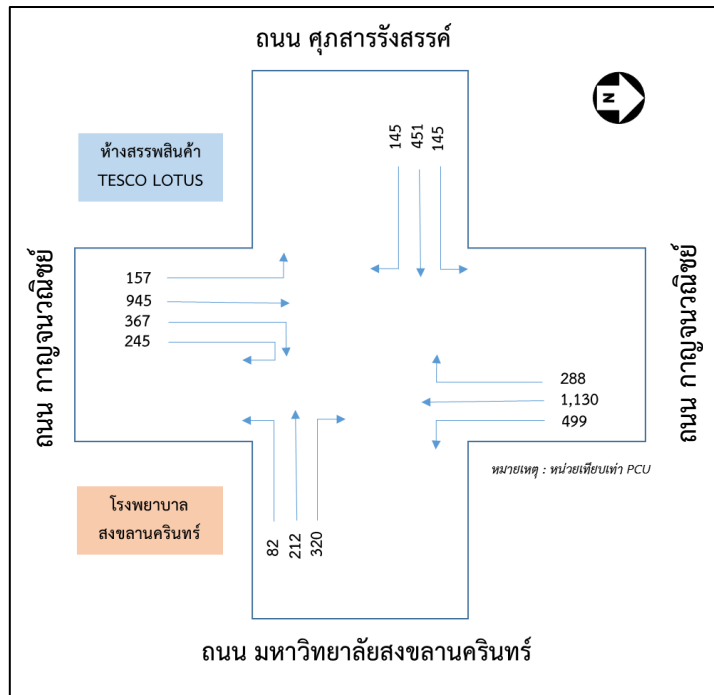 ถนน ศุภสารรังสรรค์
N
145
451
145
ห้างสรรพสินค้า
TESCO LOTUS
ถนน กาญจนวณิชย์
157
945
367
245
288
1,130
499
ถนน กาญจนวณิชย์
หมายเหตุ : หน่วยเทียบเท่า PCU
โรงพยาบาล
สงขลานครินทร์
82
212
320
ถนน มหาวิทยาลัยสงขลานครินทร์